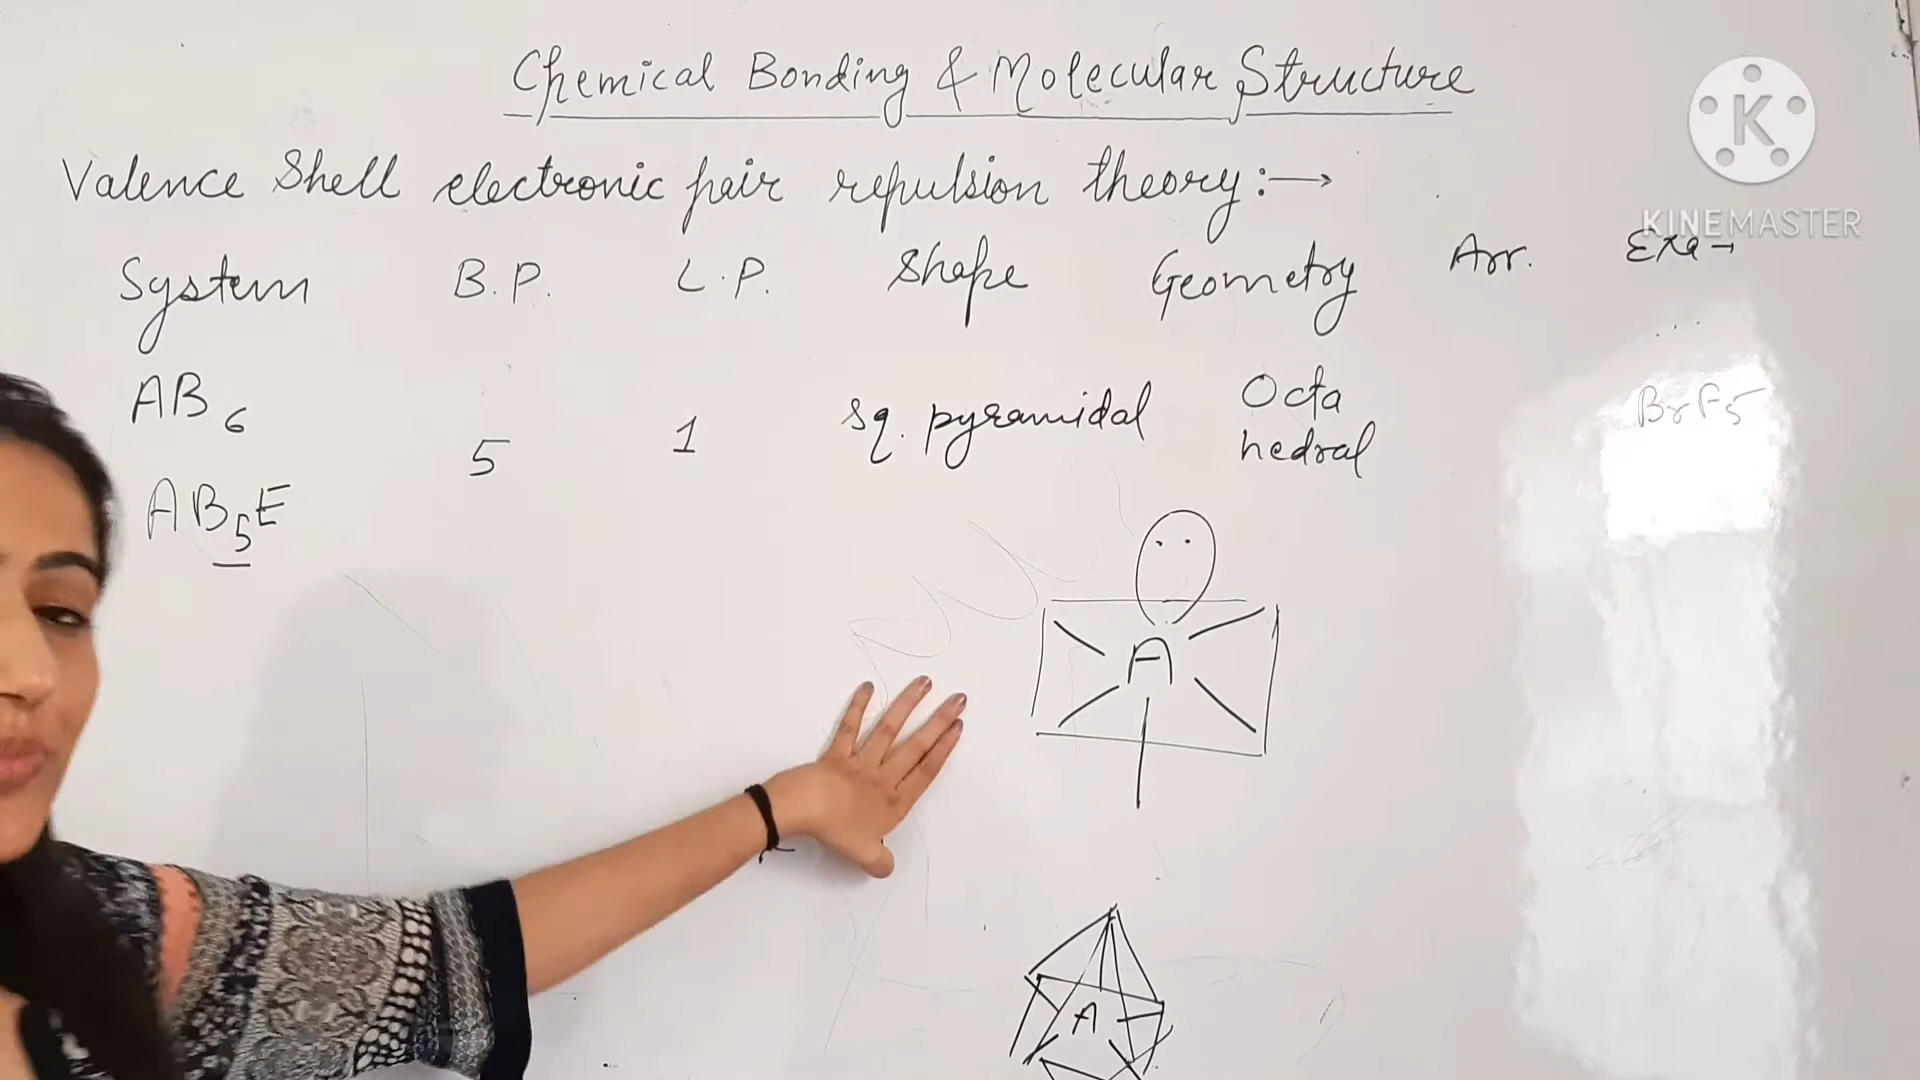 Chemical Bonding & Molecular Structure
Valence Shell electronic pair repulsion theory :→
System B.P. L.P. Shape Geometry Arr. Exa→
AB6 5 1 sq. pyramidal Octa
hedral BrF5
AB5E
A
A
K
KINEMASTER